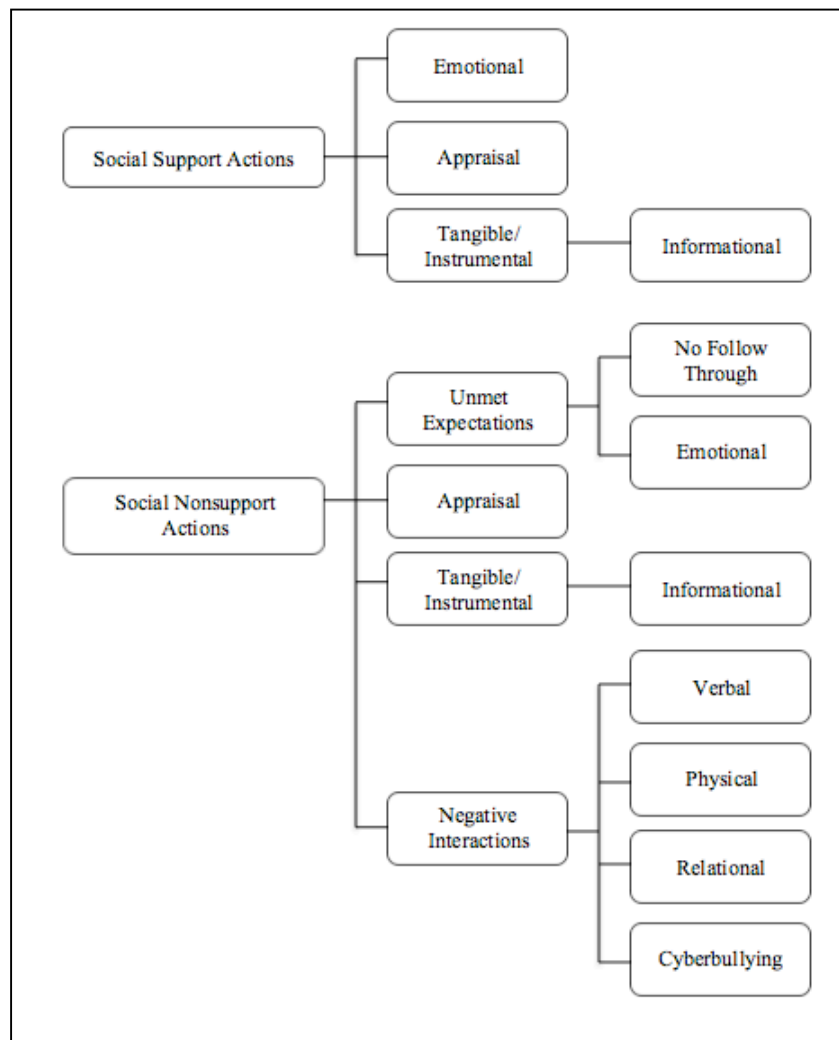 Emotional
Social Support Actions
Appraisal
Tangible/
Instrumental
Informational
No Follow
Through
Unmet
Expectations
Emotional
Social Nonsupport
Actions
Appraisal
Tangible/
Instrumental
Informational
Verbal
Physical
Negative
Interactions
Relational
Cyberbullying